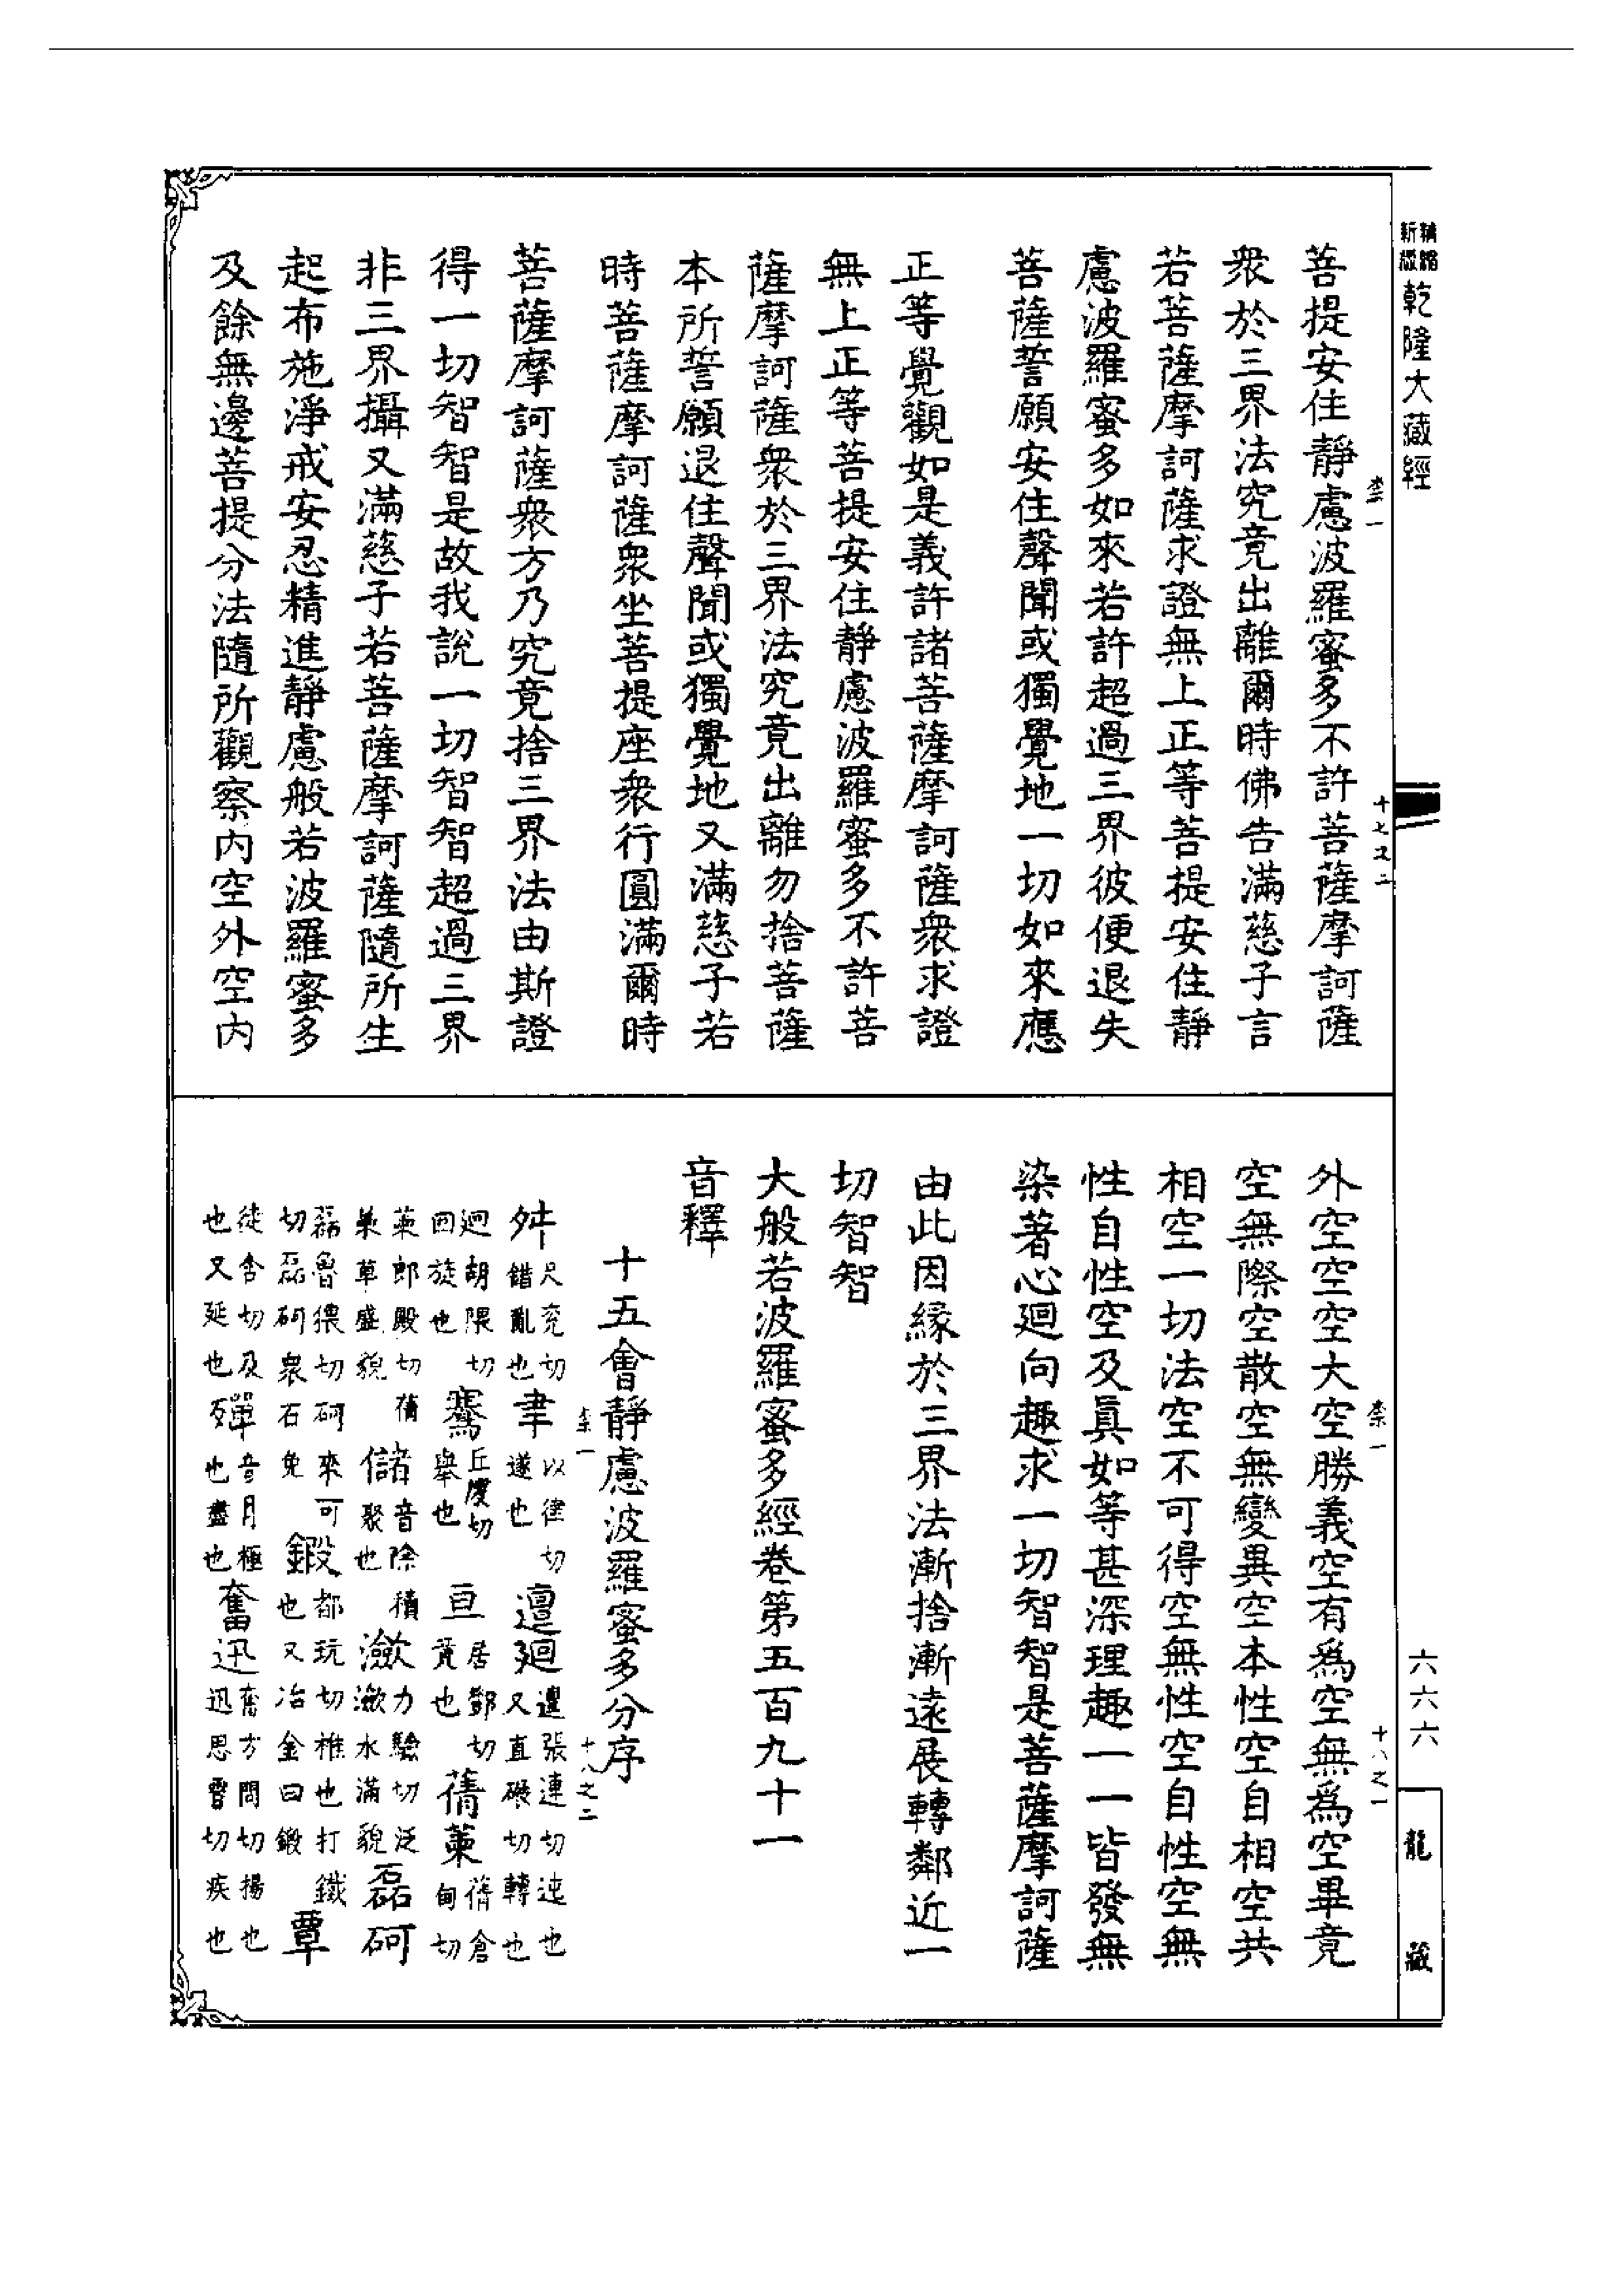 新編縮版乾隆大藏經
菩提安住靜慮波羅蜜多不許菩薩摩訶薩
衆於三界法究竟出離爾時佛告滿慈子言
若菩薩摩訶薩求證無上正等菩提安住靜
慮波羅蜜多如來若許超過三界彼便退失
菩薩誓願安住聲聞或獨覺地一切如來應
正等覺觀如是義許諸菩薩摩訶薩衆求證
無上正等菩提安住靜慮波羅蜜多不許菩
薩摩訶薩衆於三界法究竟出離勿捨菩薩
本所誓願退住聲聞或獨覺地又滿慈子若
時菩薩摩訶薩衆坐菩提座衆行圓滿爾時
菩薩摩訶薩衆方乃究竟捨三界法由斯證
得一切智智是故我說一切智智超過三界
非三界攝又滿慈子若菩薩摩訶薩隨所生
起布施淨戒安忍精進靜慮般若波羅蜜多
及餘無邊菩提分法隨所觀察內空外空內
外空空空大空勝義空有爲空無爲空畢竟
空無際空散空無變異空本性空自相空共
相空一切法空不可得空無性空自性空無
性自性空及眞如等甚深理趣一一皆發無
染著心迴向趣求一切智智是菩薩摩訶薩
由此因緣於三界法漸捨漸遠展轉鄰近一
切智智
大般若波羅蜜多經卷第五百九十一
音釋
十五會靜慮波羅蜜多分序
舛尺兖切錯亂也聿以律切遂也邅迴邅張連切迍也又直碾切轉也
迴胡隈切回旋也騫丘虔切舉也亘居鄧切竟也蒨䔧蒨倉甸切
䔧郎殿切蒨䔧草盛貌儲音除積聚也瀲力驗切泛瀲水滿貌磊砢
磊魯猥切砢來可切磊砢衆石免鍛都玩切椎也打鐵也又冶金曰鍛覃
徒含切及也又延也殫音丹極也盡也奮迅奮方問切揚也迅思晉切疾也
六六六
龍藏